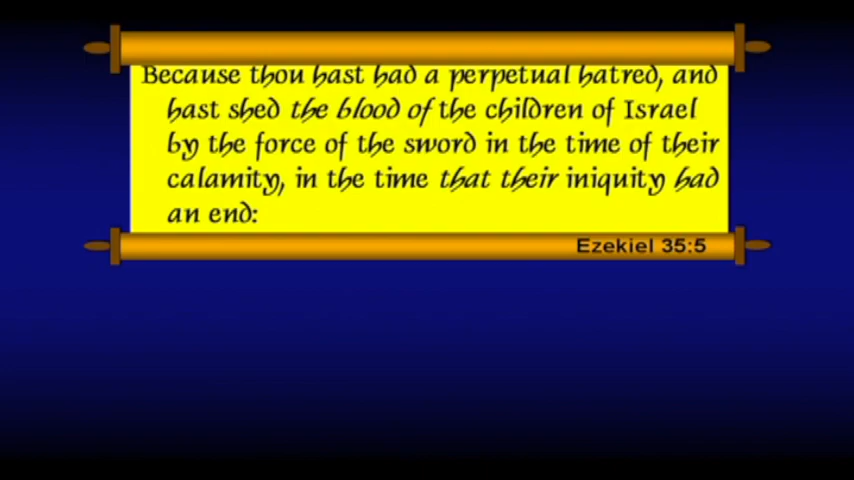 Because thou hast had a perpetual hatred, and
hast shed the blood of the children of Israel
by the force of the sword in the time of their
calamity, in the time that their iniquity had
an end:
Ezekiel 35:5